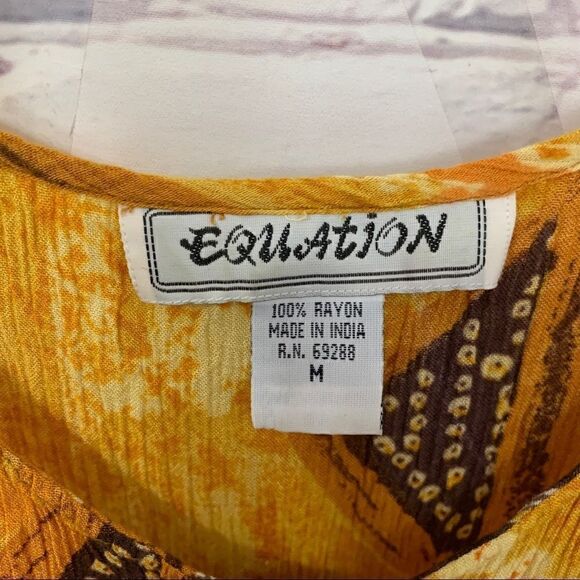 EQUAtiON
100% RAYON
MADE IN INDIA
R.N. 69288
M